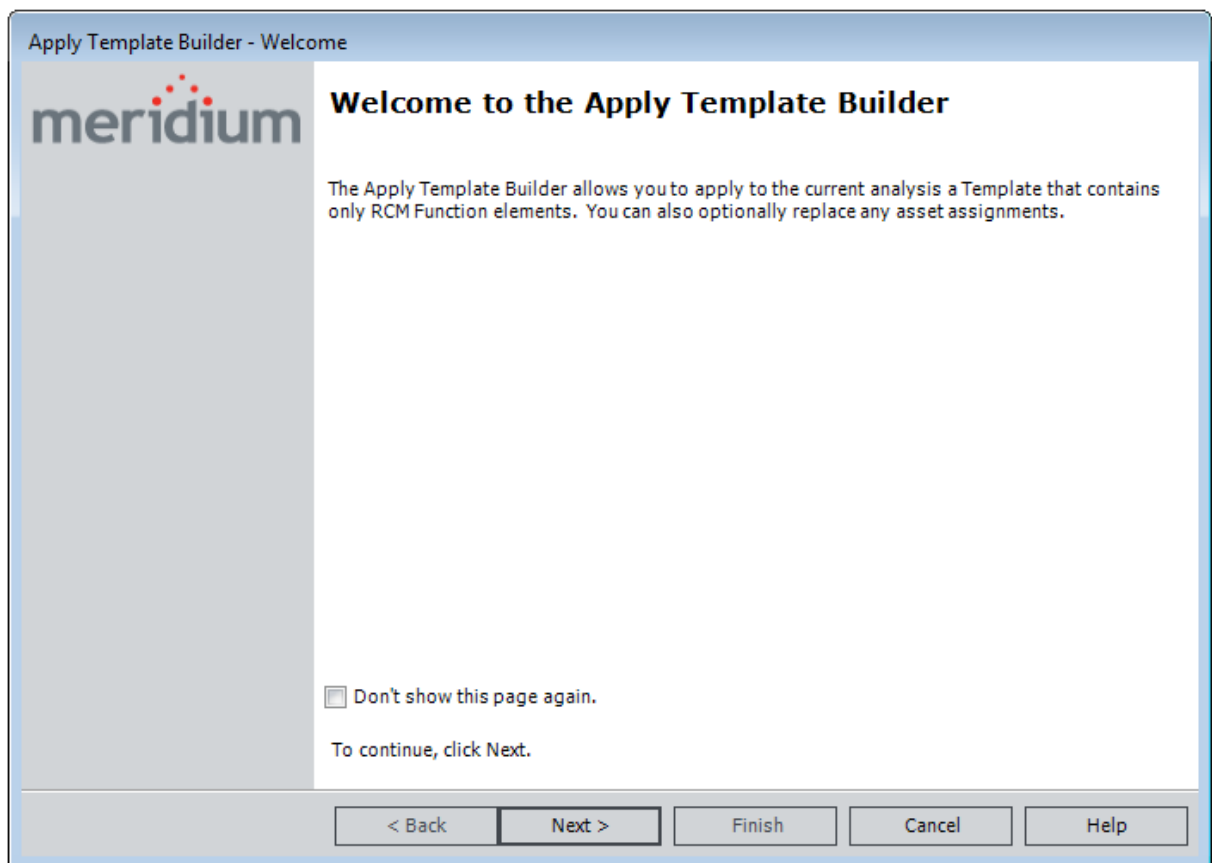 Apply Template Builder - Welcome
meridium
Welcome to the Apply Template Builder
The Apply Template Builder allows you to apply to the current analysis a Template that contains
only RCM Function elements. You can also optionally replace any asset assignments.
Don't show this page again.
To continue, click Next.
< Back Next > Finish Cancel Help